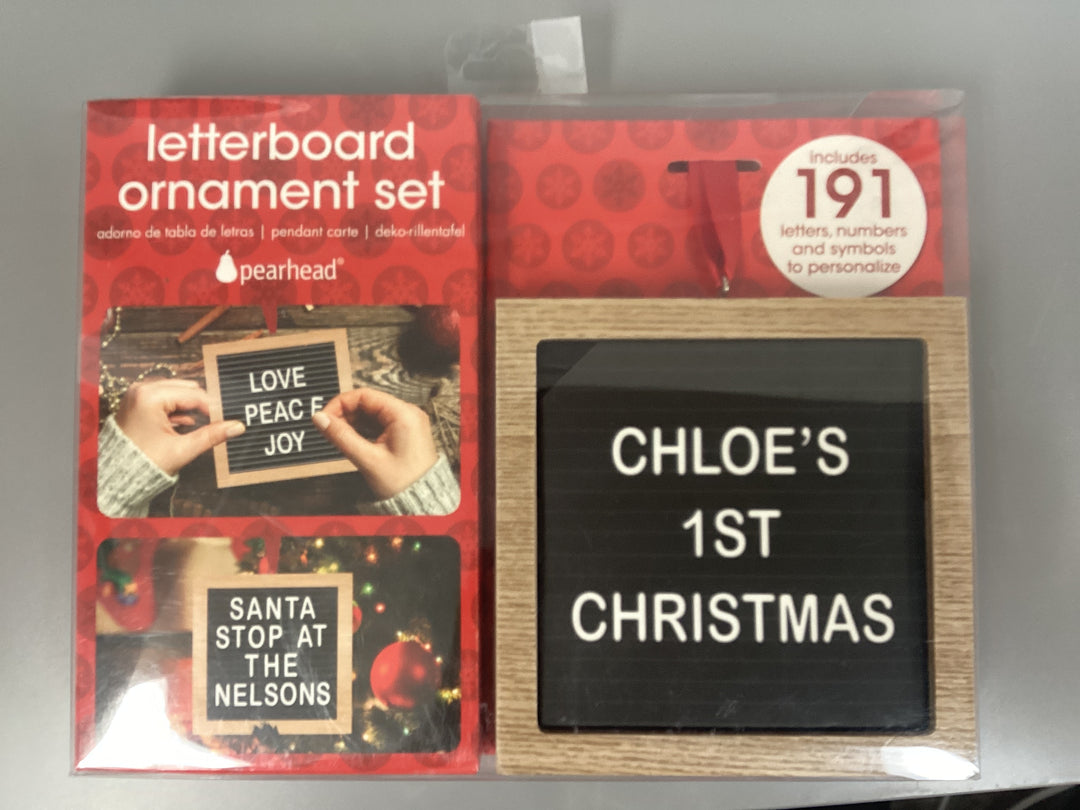 letterboard
ornament set
adorno de tabla de letras | pendant carte | deko-rillentafel
pearhead®
LOVE
PEAC E
JOY
SANTA
STOP AT
THE
NELSONS
includes
191
letters, numbers
and symbols
to personalize
CHLOE'S
1ST
CHRISTMAS